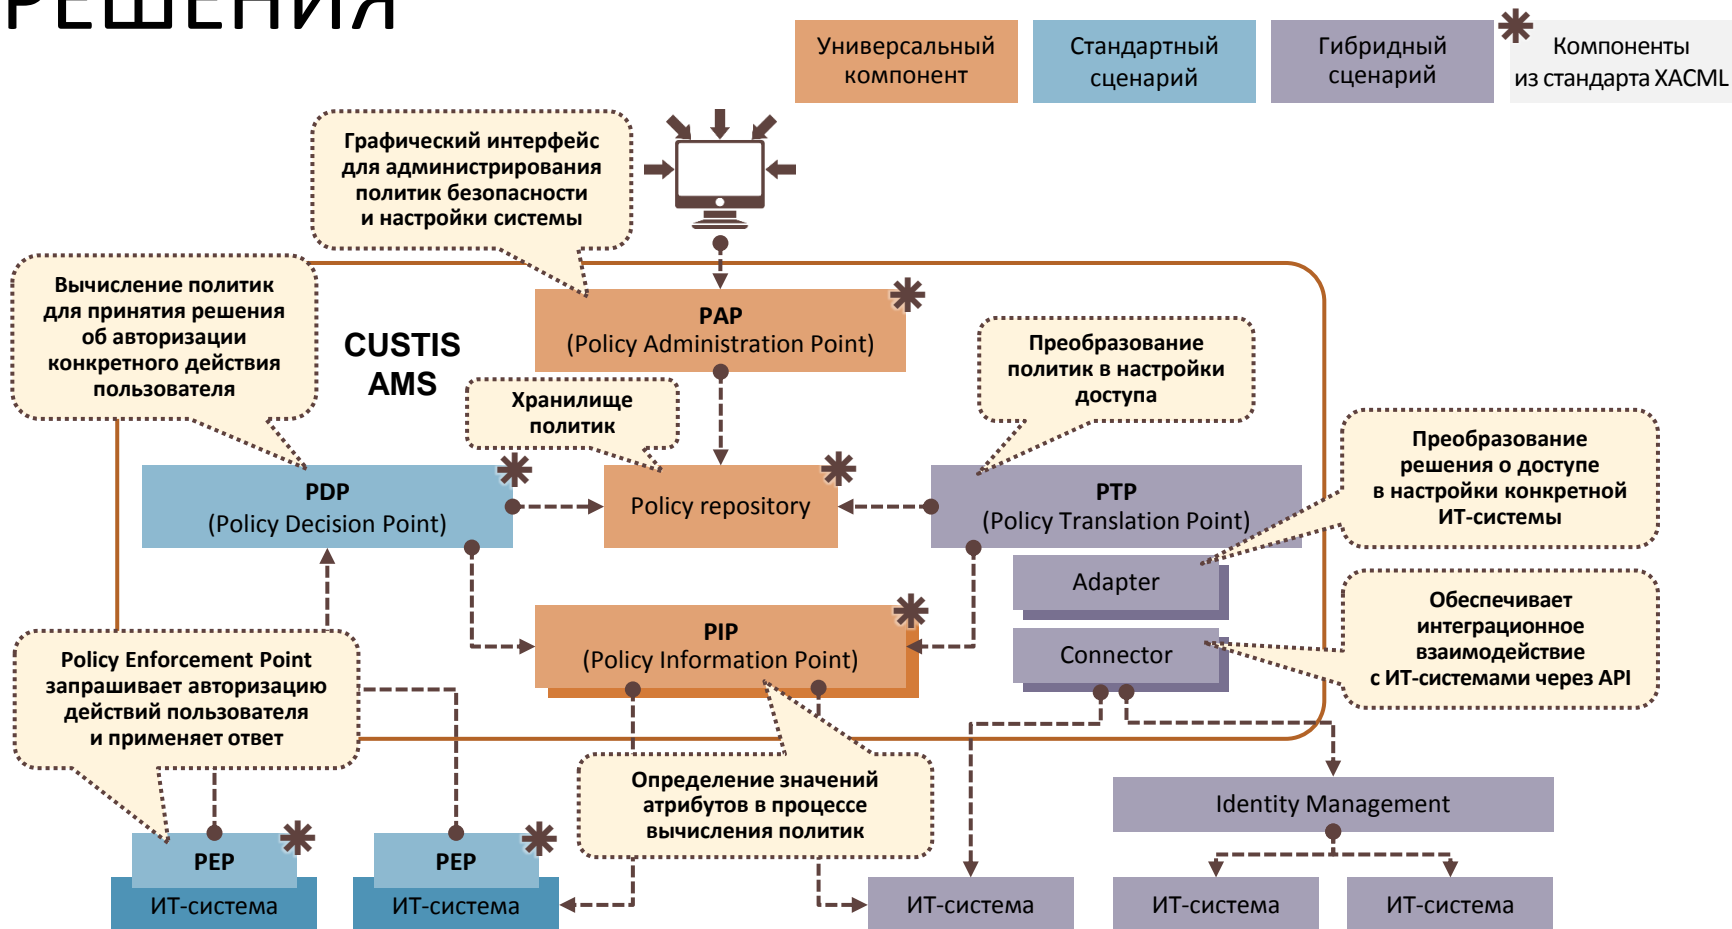 РЕШЕНИЯ
Универсальный
компонент
Стандартный
сценарий
Гибридный
сценарий
Компоненты
из стандарта XACML
Графический интерфейс
для администрирования
политик безопасности
и настройки системы
Вычисление политик
для принятия решения
об авторизации
конкретного действия
пользователя
CUSTIS
AMS
PAP
(Policy Administration Point)
Преобразование
политик в настройки
доступа
Хранилище
политик
Преобразование
решения о доступе
в настройки конкретной
ИТ-системы
PDP
(Policy Decision Point)
Policy repository
PTP
(Policy Translation Point)
Adapter
Обеспечивает
интеграционное
взаимодействие
с ИТ-системами через API
PIP
(Policy Information Point)
Connector
Policy Enforcement Point
запрашивает авторизацию
действий пользователя
и применяет ответ
Определение значений
атрибутов в процессе
вычисления политик
Identity Management
PEP
ИТ-система
PEP
ИТ-система
ИТ-система
ИТ-система
ИТ-система